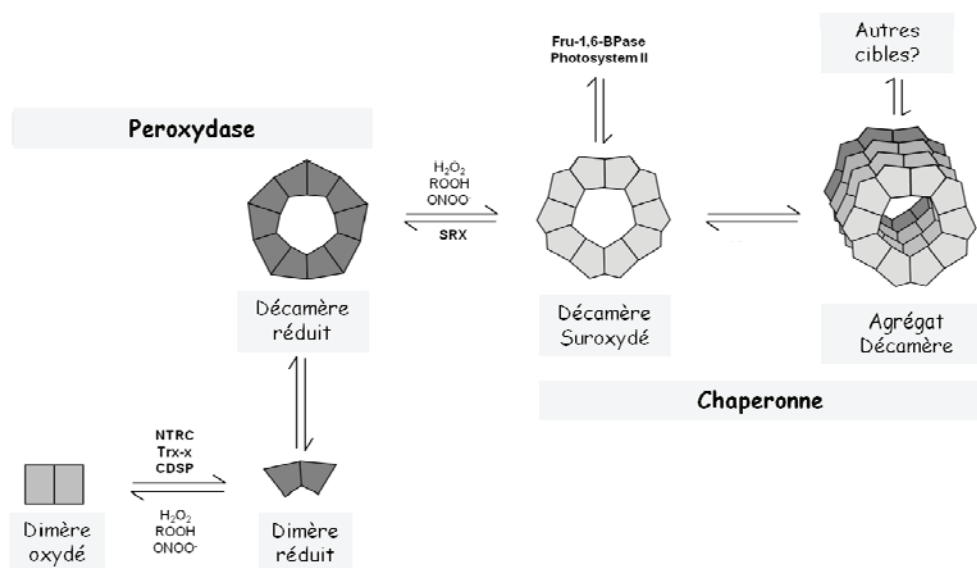 Fru-1,6-BPase
Photosystem II
Autres
cibles?
Peroxydase
H₂O₂
ROOH
ONOO⁻
SRX
Décamère
réduit
Décamère
Suroxydé
Agrégat
Décamère
Chaperonne
NTRC
Trx-x
CDSP
H₂O₂
ROOH
ONOO⁻
Dimère
oxydé
Dimère
réduit